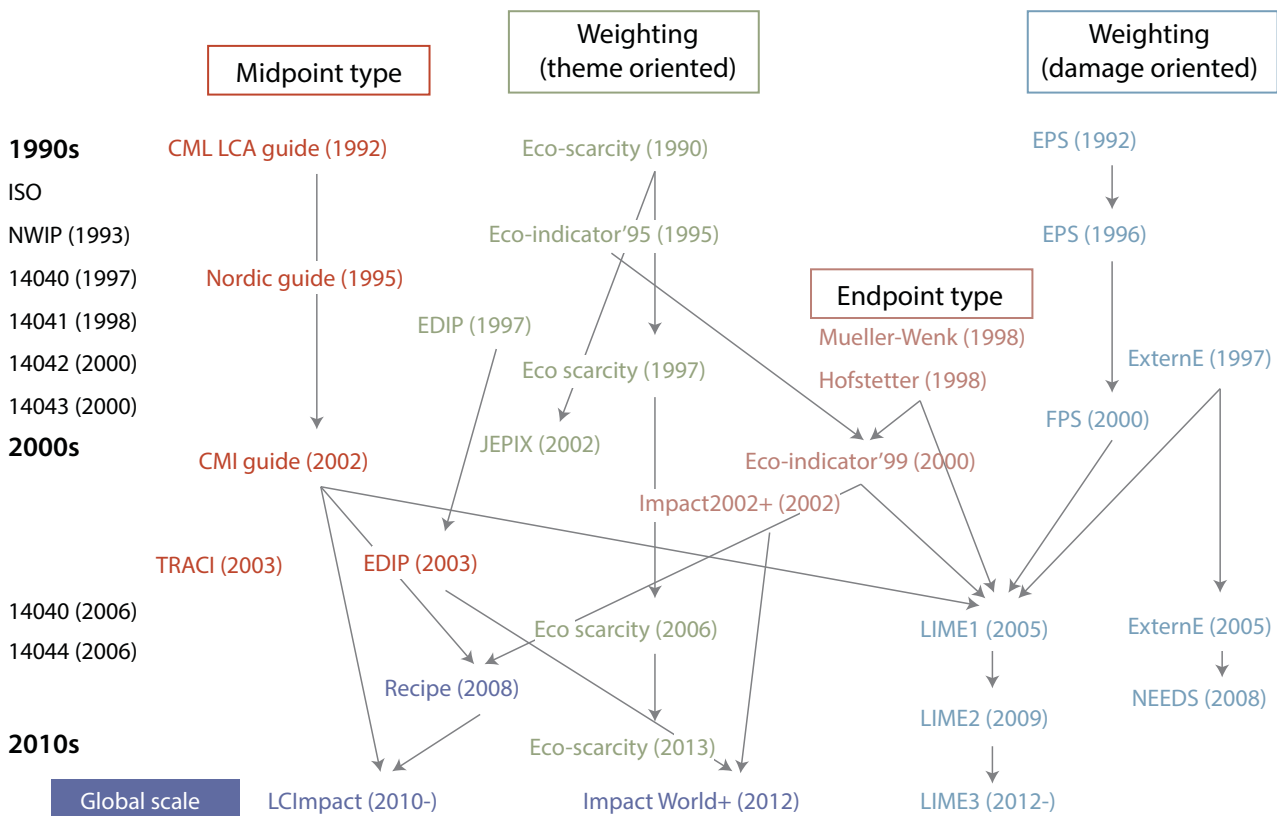 Midpoint type
Weighting
(theme oriented)
Weighting
(damage oriented)
1990s
CML LCA guide (1992)
Eco-scarcity (1990)
EPS (1992)
ISO
NWIP (1993)
Eco-indicator'95 (1995)
EPS (1996)
14040 (1997)
Nordic guide (1995)
Endpoint type
14041 (1998)
EDIP (1997)
Mueller-Wenk (1998)
14042 (2000)
Eco scarcity (1997)
Hofstetter (1998)
ExternE (1997)
14043 (2000)
FPS (2000)
2000s
JEPIX (2002)
CMI guide (2002)
Eco-indicator'99 (2000)
Impact2002+ (2002)
TRACI (2003)
EDIP (2003)
14040 (2006)
Eco scarcity (2006)
LIME1 (2005)
ExternE (2005)
14044 (2006)
Recipe (2008)
NEEDS (2008)
LIME2 (2009)
2010s
Eco-scarcity (2013)
Global scale
LCImpact (2010-)
Impact World+ (2012)
LIME3 (2012-)